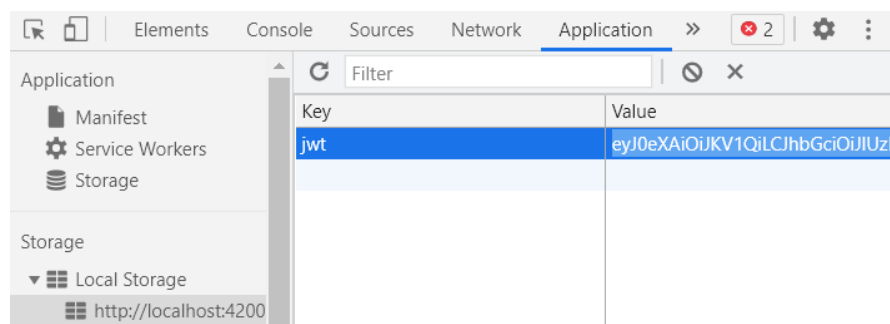 Elements Console Sources Network Application » 2
Application
Filter
Manifest
Key Value
Service Workers
jwt eyJ0eXAiOiJKV1QiLCJhbGciOiJIUz
Storage
Storage
Local Storage
http://localhost:4200